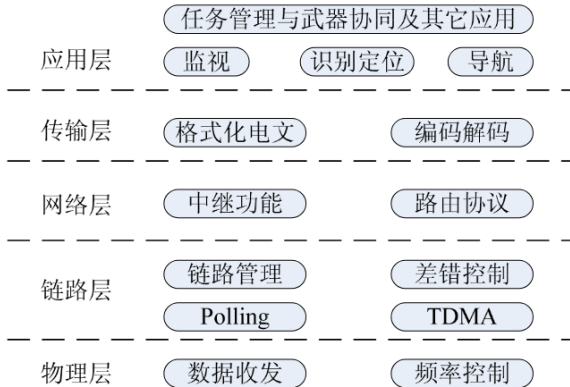 任务管理与武器协同及其它应用
应用层 监视 识别定位 导航
传输层 格式化电文 编码解码
网络层 中继功能 路由协议
链路管理 差错控制
链路层
Polling TDMA
物理层 数据收发 频率控制